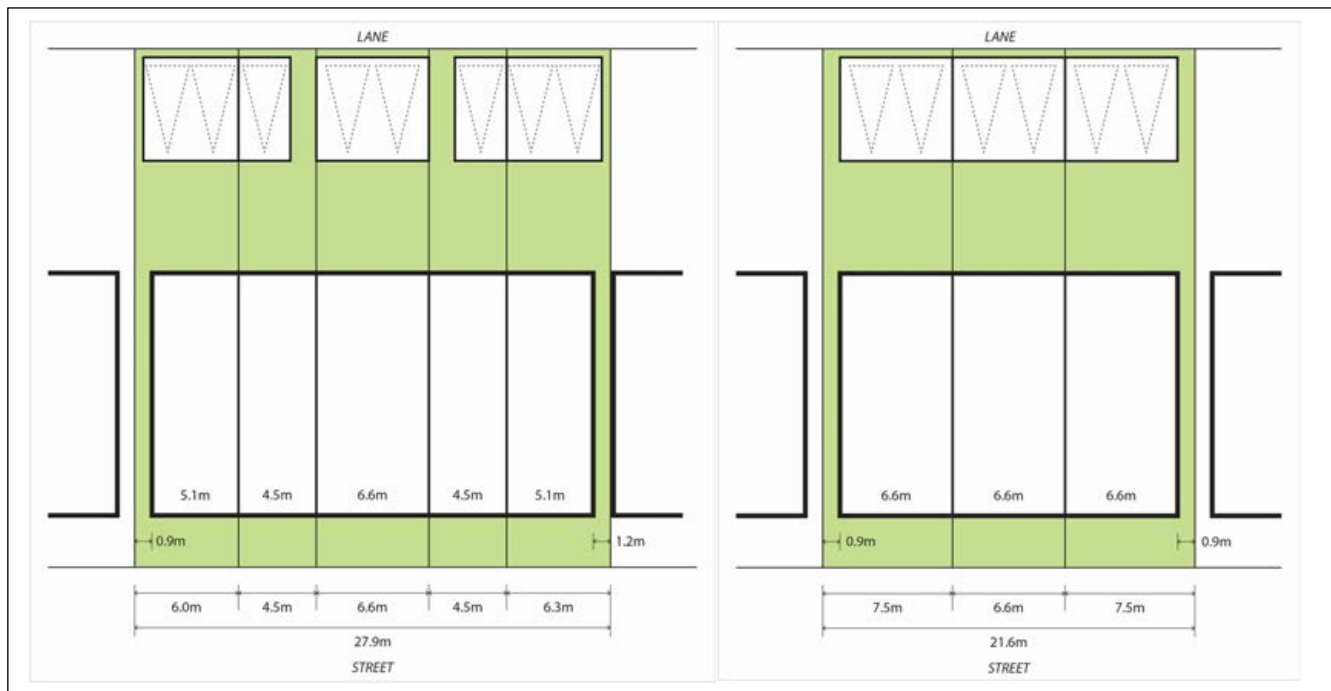 LANE
5.1m 4.5m 6.6m 4.5m 5.1m
0.9m 1.2m
6.0m 4.5m 6.6m 4.5m 6.3m
27.9m
STREET
LANE
6.6m 6.6m 6.6m
0.9m 0.9m
7.5m 6.6m 7.5m
21.6m
STREET